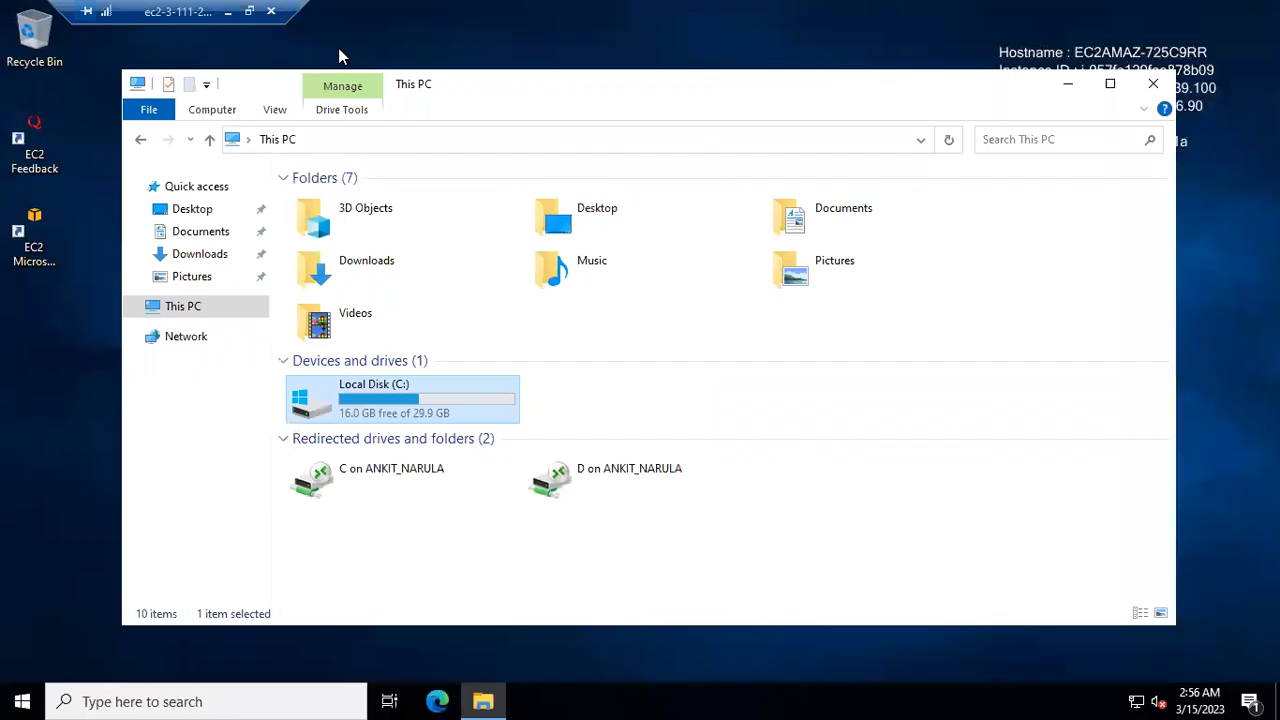 ec2-3-111-2...
Recycle Bin
EC2
Feedback
EC2
Micros...
Hostname : EC2AMAZ-725C9RR
39.100
6.90
Manage
This PC
File
Computer
View
Drive Tools
This PC
Search This PC
Quick access
Desktop
Documents
Downloads
Pictures
This PC
Network
Folders (7)
3D Objects
Desktop
Documents
Downloads
Music
Pictures
Videos
Devices and drives (1)
Local Disk (C:)
16.0 GB free of 29.9 GB
Redirected drives and folders (2)
C on ANKIT_NARULA
D on ANKIT_NARULA
10 items
1 item selected
Type here to search
2:56 AM
3/15/2023